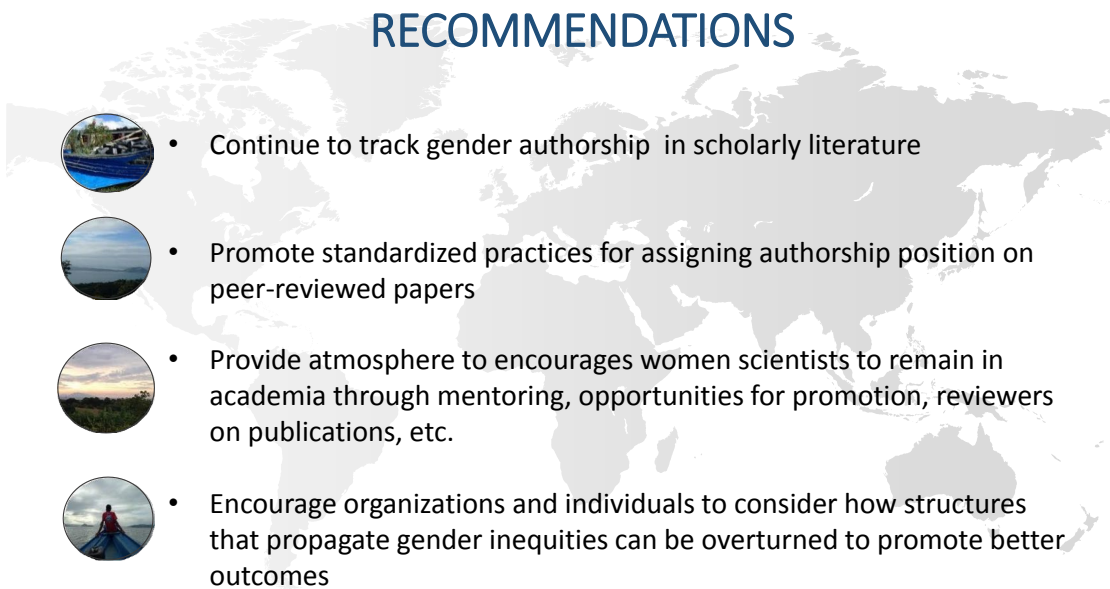 RECOMMENDATIONS
• Continue to track gender authorship  in scholarly literature
• Promote standardized practices for assigning authorship position on
peer-reviewed papers
• Provide atmosphere to encourages women scientists to remain in
academia through mentoring, opportunities for promotion, reviewers
on publications, etc.
• Encourage organizations and individuals to consider how structures
that propagate gender inequities can be overturned to promote better
outcomes